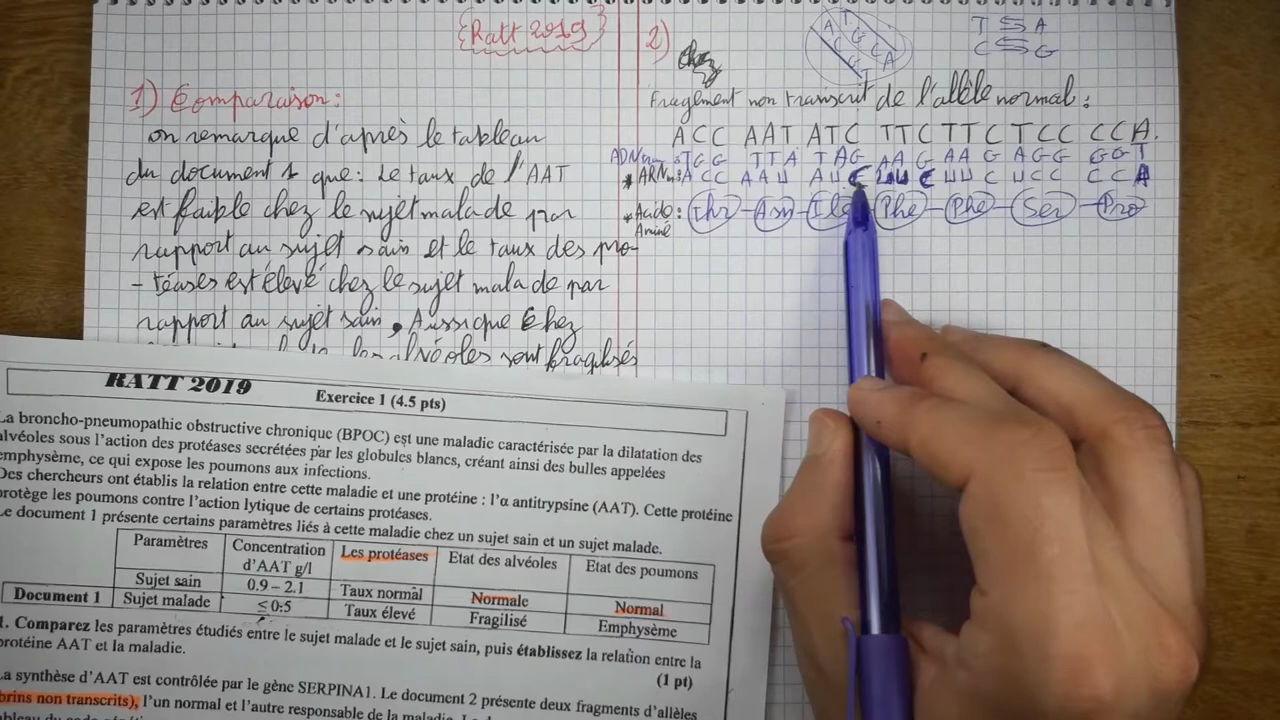 {Ratt 2019}
1) Comparaison:
on remarque d'après le tableau
du document 1 que: Le taux de l'AAT
est faible chez le sujet malade par
rapport au sujet sain et le taux des pro-
-téases est élevé chez le sujet malade par
rapport au sujet sain, Aussi que chez
les alvéoles sont fragilisés
2)
T A
C G
Fragement non transcrit de l'allèle normal:
ACC AAT ATC TTC TTC TCC CCA.
ADN : TGG TTA TAG AAG AAG AGG GGT
* ARNm: ACC AAU AUC UUC UUC UCC CCA
* Acide Aminé : Thr - Asn - Ile - Phe - Phe - Ser - Pro
RATT 2019
Exercice 1 (4.5 pts)
La broncho-pneumopathie obstructive chronique (BPOC) est une maladie caractérisée par la dilatation des
alvéoles sous l'action des protéases secrétées par les globules blancs, créant ainsi des bulles appelées
emphysème, ce qui expose les poumons aux infections.
Des chercheurs ont établis la relation entre cette maladie et une protéine : l'α antitrypsine (AAT). Cette protéine
protège les poumons contre l'action lytique de certains protéases.
Le document 1 présente certains paramètres liés à cette maladie chez un sujet sain et un sujet malade.
Paramètres Concentration d'AAT g/l Les protéases Etat des alvéoles Etat des poumons
Sujet sain 0.9 – 2.1 Taux normal Normale Normal
Document 1 Sujet malade ≤ 0.5 Taux élevé Fragilisé Emphysème
1. Comparez les paramètres étudiés entre le sujet malade et le sujet sain, puis établissez la relation entre la
protéine AAT et la maladie. (1 pt)
La synthèse d'AAT est contrôlée par le gène SERPINA1. Le document 2 présente deux fragments d'allèles
brins non transcrits), l'un normal et l'autre responsable de la maladie.